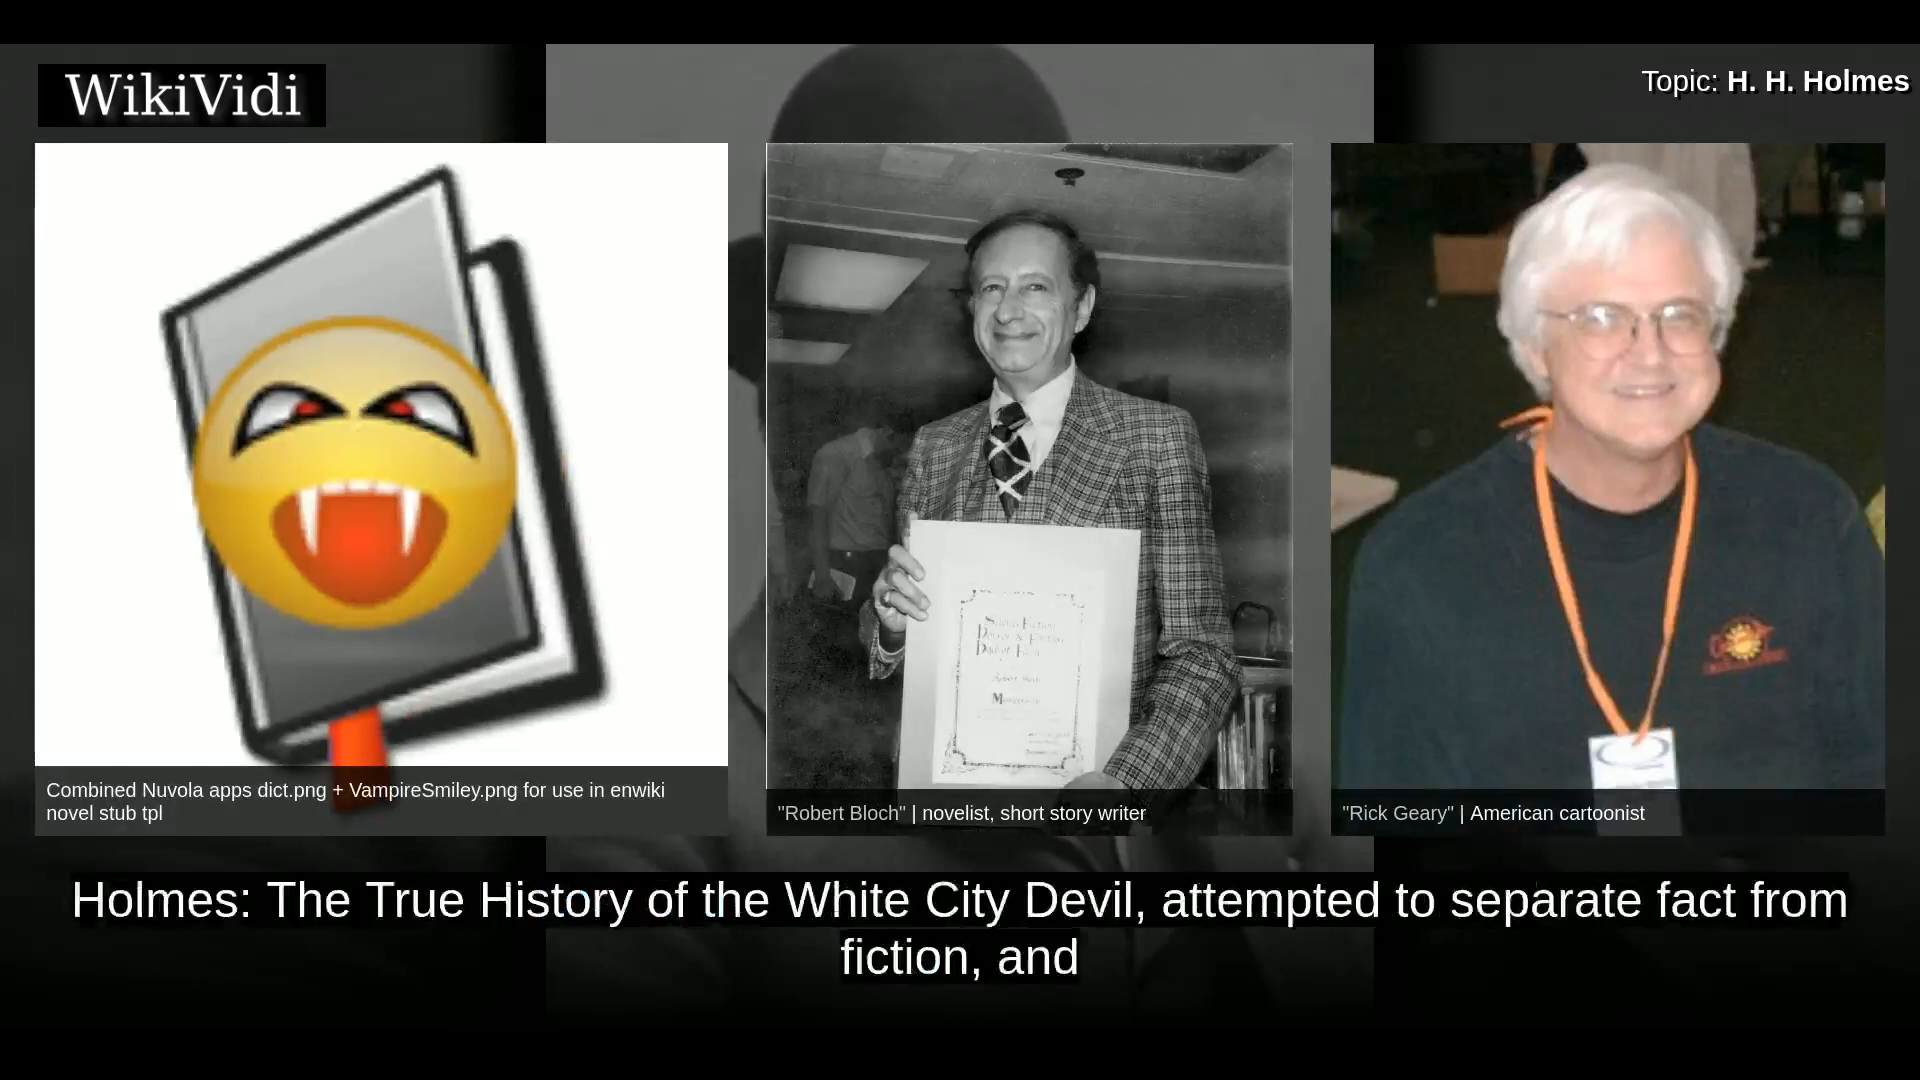 WikiVidi
Topic: H. H. Holmes
Combined Nuvola apps dict.png + VampireSmiley.png for use in enwiki
novel stub tpl
"Robert Bloch" | novelist, short story writer
"Rick Geary" | American cartoonist
Holmes: The True History of the White City Devil, attempted to separate fact from
fiction, and